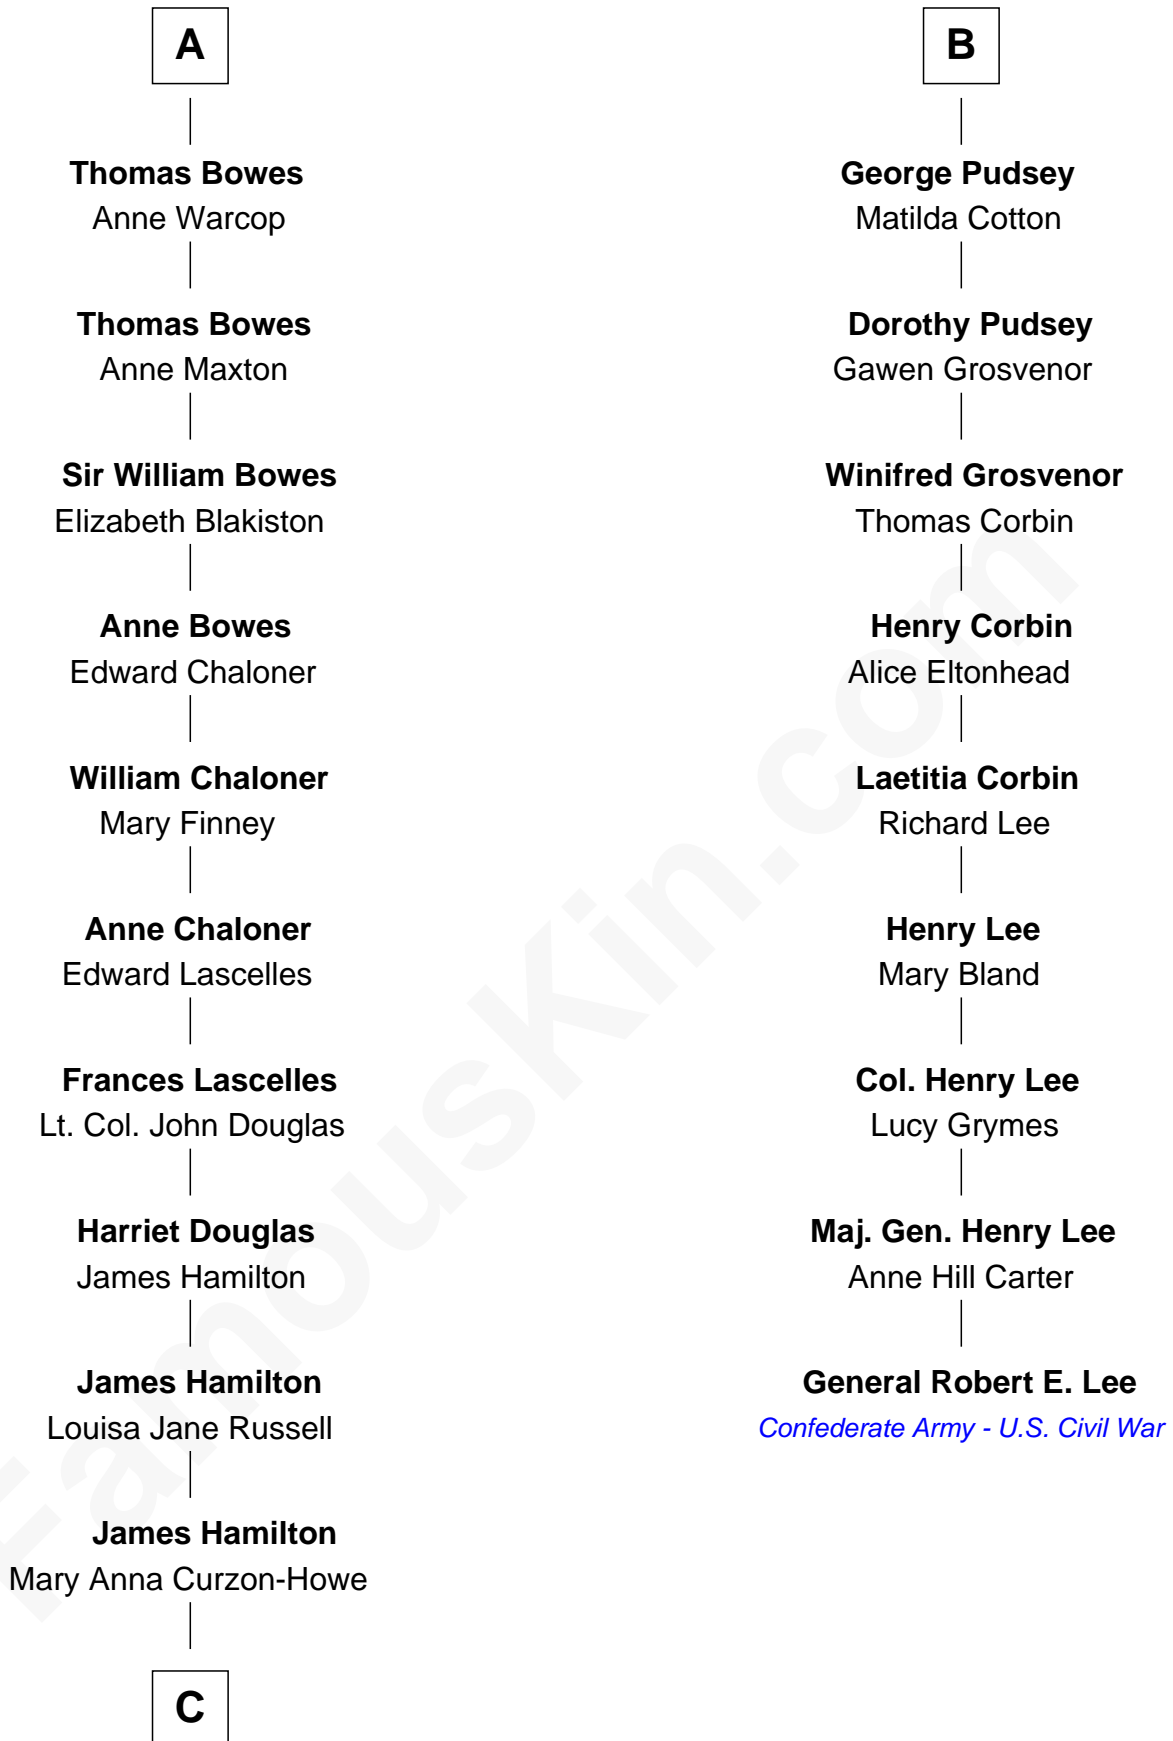 A
Thomas Bowes
Anne Warcop
Thomas Bowes
Anne Maxton
Sir William Bowes
Elizabeth Blakiston
Anne Bowes
Edward Chaloner
William Chaloner
Mary Finney
Anne Chaloner
Edward Lascelles
Frances Lascelles
Lt. Col. John Douglas
Harriet Douglas
James Hamilton
James Hamilton
Louisa Jane Russell
James Hamilton
Mary Anna Curzon-Howe
C
B
George Pudsey
Matilda Cotton
Dorothy Pudsey
Gawen Grosvenor
Winifred Grosvenor
Thomas Corbin
Henry Corbin
Alice Eltonhead
Laetitia Corbin
Richard Lee
Henry Lee
Mary Bland
Col. Henry Lee
Lucy Grymes
Maj. Gen. Henry Lee
Anne Hill Carter
General Robert E. Lee
Confederate Army - U.S. Civil War
FamousKin.com